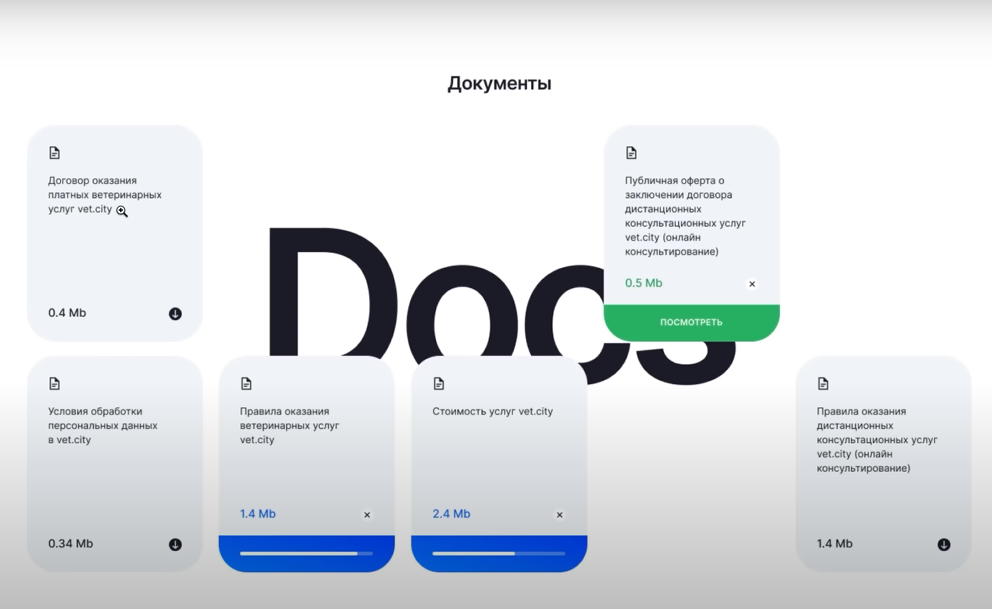 Документы
Договор оказания
платных ветеринарных
услуг vet.city
0.4 Mb
Docs
Публичная оферта о
заключении договора
дистанционных
консультационных услуг
vet.city (онлайн
консультирование)
0.5 Mb
ПОСМОТРЕТЬ
Условия обработки
персональных данных
в vet.city
0.34 Mb
Правила оказания
ветеринарных услуг
vet.city
1.4 Mb
Стоимость услуг vet.city
2.4 Mb
Правила оказания
дистанционных
консультационных услуг
vet.city (онлайн
консультирование)
1.4 Mb